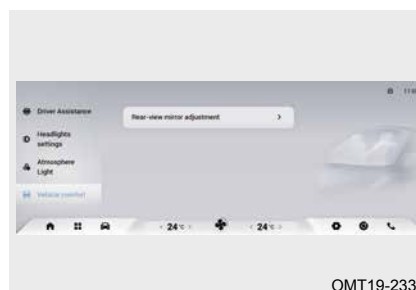 Driver Assistance
Rear-view mirror adjustment
Headlights
settings
Atmosphere
Light
Vehicle comfort
24°c
24°c
OMT19-233